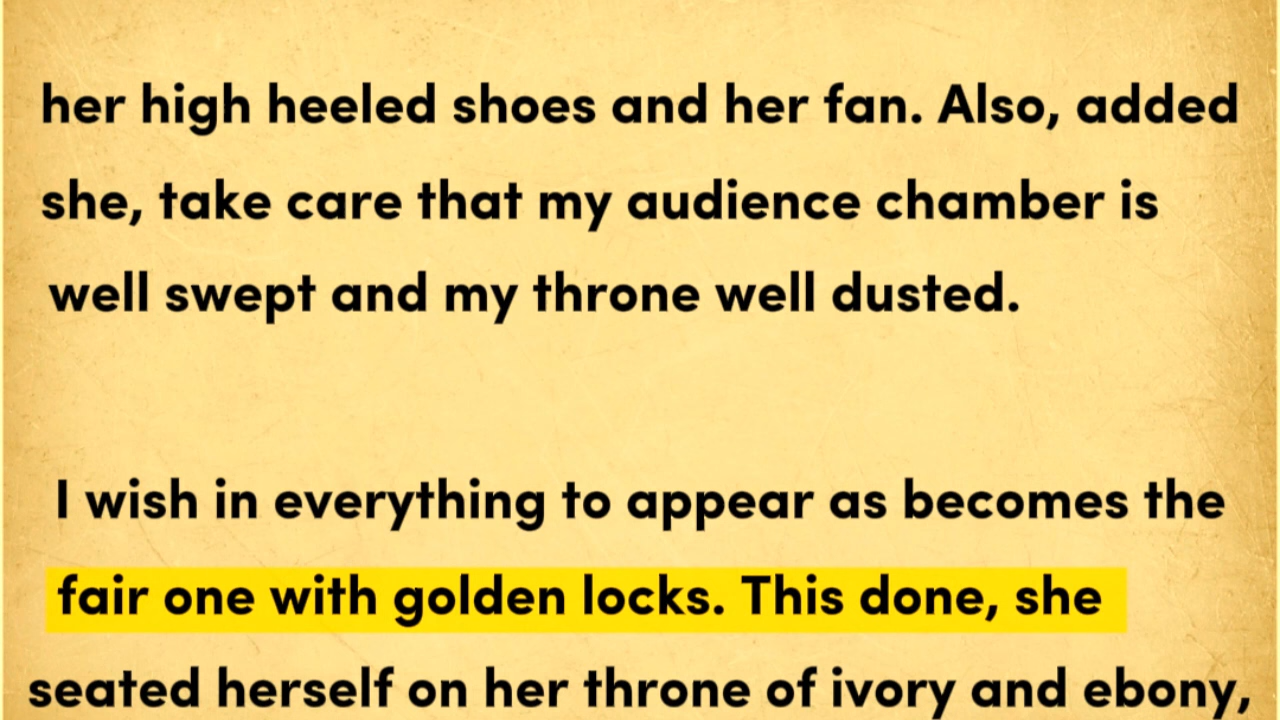 her high heeled shoes and her fan. Also, added
she, take care that my audience chamber is
well swept and my throne well dusted.
I wish in everything to appear as becomes the
fair one with golden locks. This done, she
seated herself on her throne of ivory and ebony,